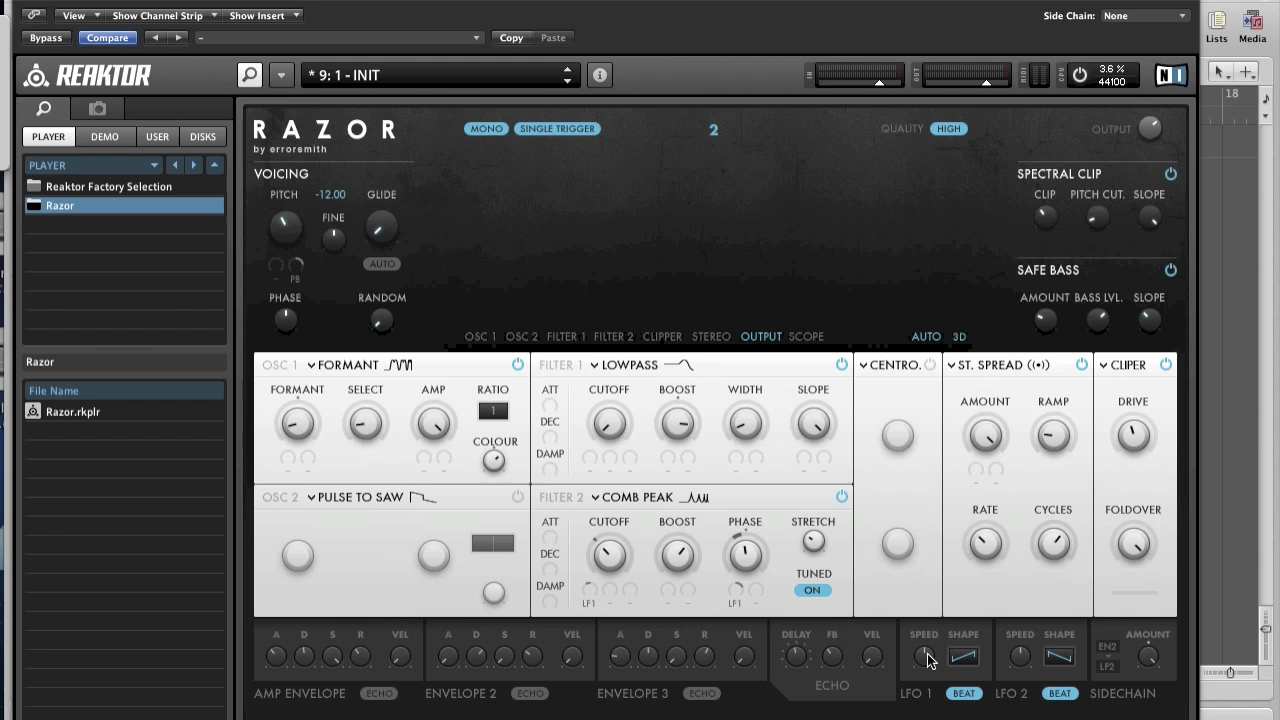 View Show Channel Strip Show Insert Side Chain: None Lists Media
Bypass Compare - Copy Paste
REAKTOR * 9: 1 - INIT IN OUT MIDI CPU 3.6 % 44100
18
PLAYER DEMO USER DISKS
PLAYER
Reaktor Factory Selection
Razor
Razor
File Name
Razor.rkplr
RAZOR MONO SINGLE TRIGGER 2 QUALITY HIGH OUTPUT
by errorsmith
VOICING SPECTRAL CLIP
PITCH -12.00 GLIDE CLIP PITCH CUT. SLOPE
FINE
AUTO
- PB
SAFE BASS
PHASE RANDOM AMOUNT BASS LVL. SLOPE
OSC 1 OSC 2 FILTER 1 FILTER 2 CLIPPER STEREO OUTPUT SCOPE AUTO 3D
OSC 1 FORMANT FILTER 1 LOWPASS CENTRO. ST. SPREAD ((•)) CLIPER
FORMANT SELECT AMP RATIO ATT CUTOFF BOOST WIDTH SLOPE AMOUNT RAMP DRIVE
1
DEC
COLOUR
DAMP
OSC 2 PULSE TO SAW FILTER 2 COMB PEAK
RATE CYCLES FOLDOVER
ATT CUTOFF BOOST PHASE STRETCH
DEC
TUNED
DAMP ON
LF1 - - LF1 -
A D S R VEL A D S R VEL A D S R VEL DELAY FB VEL SPEED SHAPE SPEED SHAPE AMOUNT
EN2
LF2
ECHO
AMP ENVELOPE ECHO ENVELOPE 2 ECHO ENVELOPE 3 ECHO LFO 1 BEAT LFO 2 BEAT SIDECHAIN